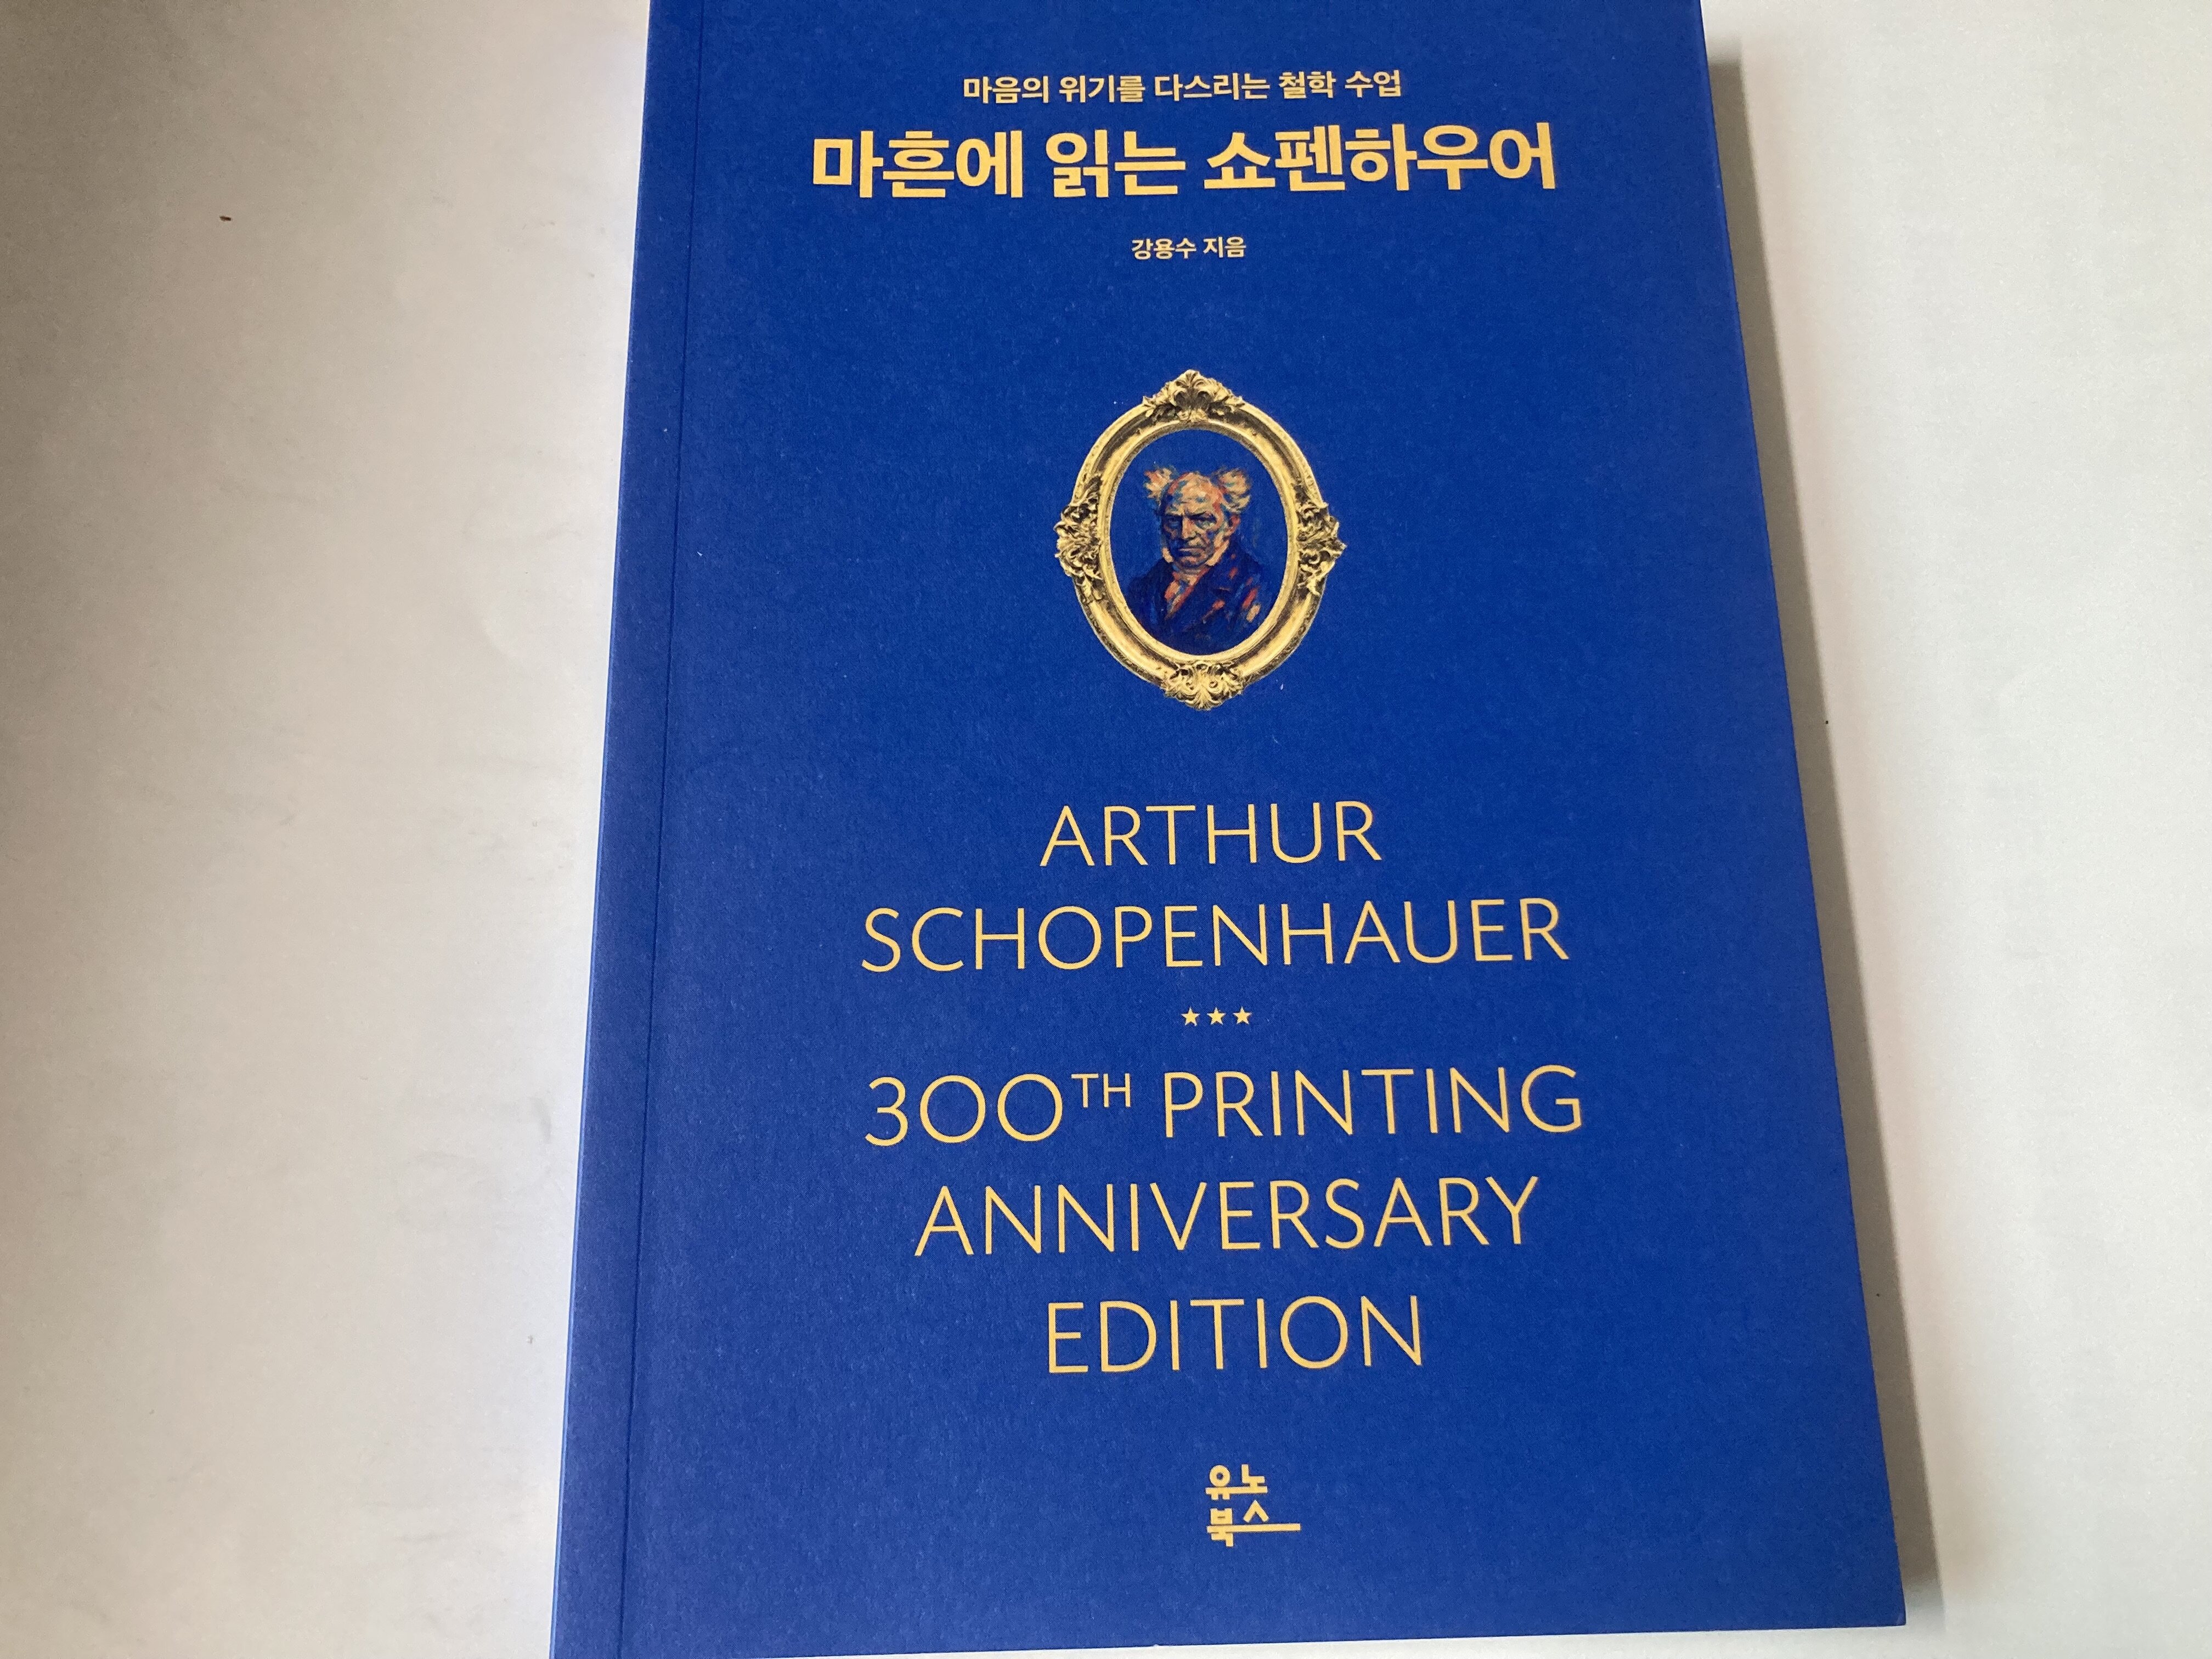 마음의 위기를 다스리는 철학 수업
마흔에 읽는 쇼펜하우어
강용수 지음
ARTHUR
SCHOPENHAUER
★★★
300TH PRINTING
ANNIVERSARY
EDITION
유노
북스